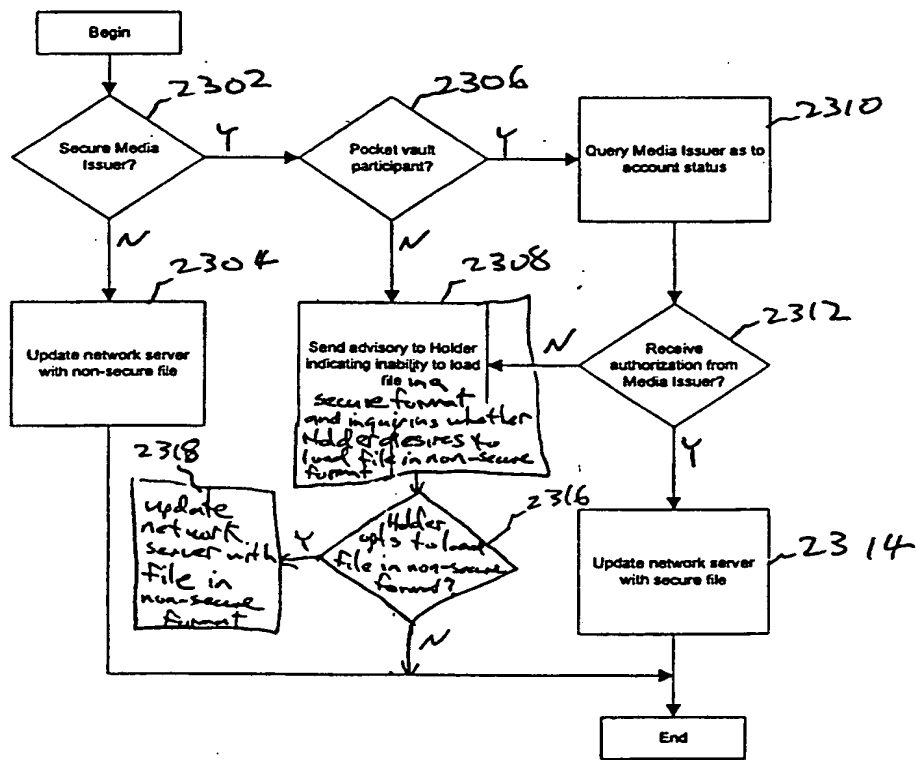 Begin
2302
2306
2310
Secure Media
Issuer?
Y
Pocket vault
participant?
Y
Query Media Issuer as to
account status
N
N
2304
2308
2312
Update network server
with non-secure file
Send advisory to Holder
indicating inability to load
file in a
secure format
and inquiring whether
Holder desires to
load file in non-secure
format
N
Receive
authorization from
Media Issuer?
Y
2318
update
network
server with
file in
non-secure
format
Y
2316
Holder
opts to load
file in non-secure
format?
N
2314
Update network server
with secure file
End